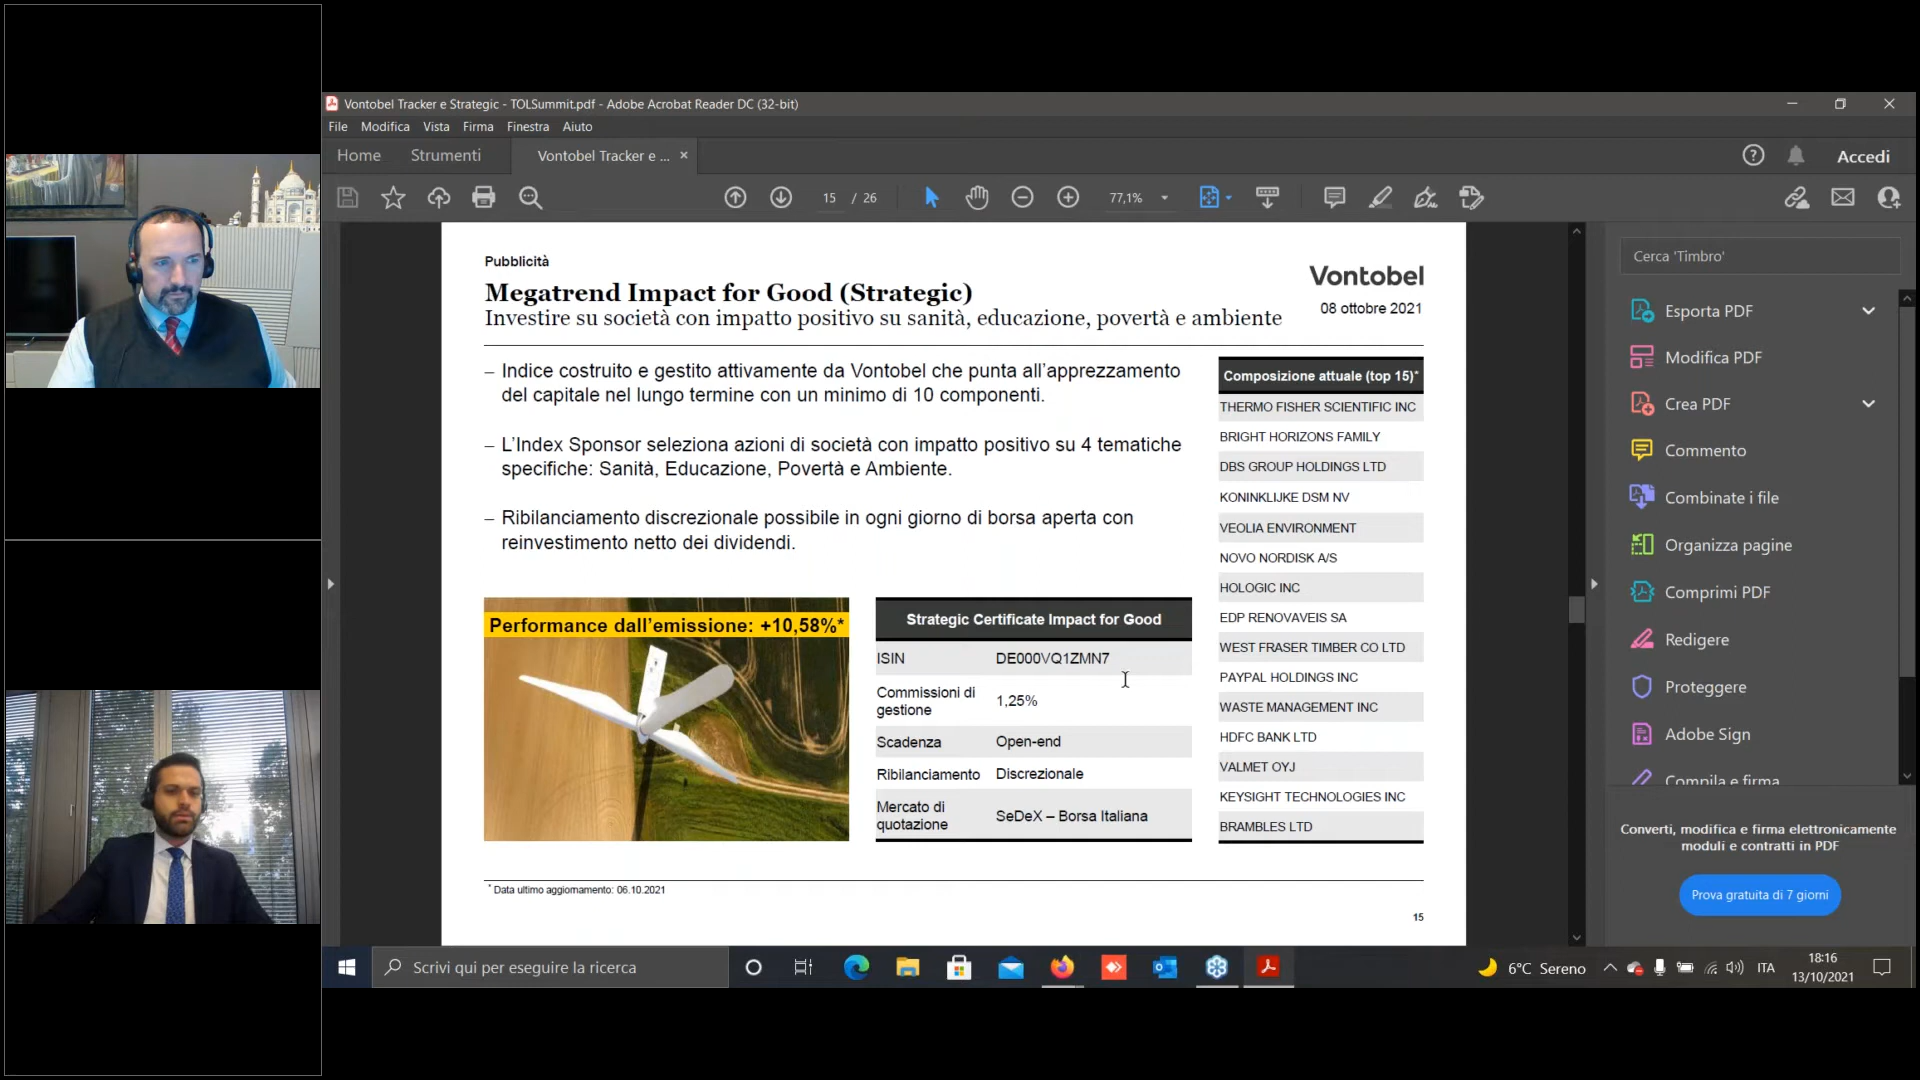 Vontobel Tracker e Strategic - TOLSummit.pdf - Adobe Acrobat Reader DC (32-bit)
File Modifica Vista Firma Finestra Aiuto
Home Strumenti Vontobel Tracker e ... ×
Accedi
15 / 26
77,1%
Pubblicità
Megatrend Impact for Good (Strategic)
Investire su società con impatto positivo su sanità, educazione, povertà e ambiente
Vontobel
08 ottobre 2021
– Indice costruito e gestito attivamente da Vontobel che punta all’apprezzamento
del capitale nel lungo termine con un minimo di 10 componenti.
– L’Index Sponsor seleziona azioni di società con impatto positivo su 4 tematiche
specifiche: Sanità, Educazione, Povertà e Ambiente.
– Ribilanciamento discrezionale possibile in ogni giorno di borsa aperta con
reinvestimento netto dei dividendi.
Performance dall’emissione: +10,58%*
Strategic Certificate Impact for Good
ISIN DE000VQ1ZMN7
Commissioni di
gestione
1,25%
Scadenza Open-end
Ribilanciamento Discrezionale
Mercato di
quotazione
SeDeX – Borsa Italiana
Composizione attuale (top 15)*
THERMO FISHER SCIENTIFIC INC
BRIGHT HORIZONS FAMILY
DBS GROUP HOLDINGS LTD
KONINKLIJKE DSM NV
VEOLIA ENVIRONMENT
NOVO NORDISK A/S
HOLOGIC INC
EDP RENOVAVEIS SA
WEST FRASER TIMBER CO LTD
PAYPAL HOLDINGS INC
WASTE MANAGEMENT INC
HDFC BANK LTD
VALMET OYJ
KEYSIGHT TECHNOLOGIES INC
BRAMBLES LTD
* Data ultimo aggiornamento: 06.10.2021
15
Cerca 'Timbro'
Esporta PDF
Modifica PDF
Crea PDF
Commento
Combinate i file
Organizza pagine
Comprimi PDF
Redigere
Proteggere
Adobe Sign
Compila e firma
Converti, modifica e firma elettronicamente
moduli e contratti in PDF
Prova gratuita di 7 giorni
Scrivi qui per eseguire la ricerca
6°C Sereno
ITA
18:16
13/10/2021